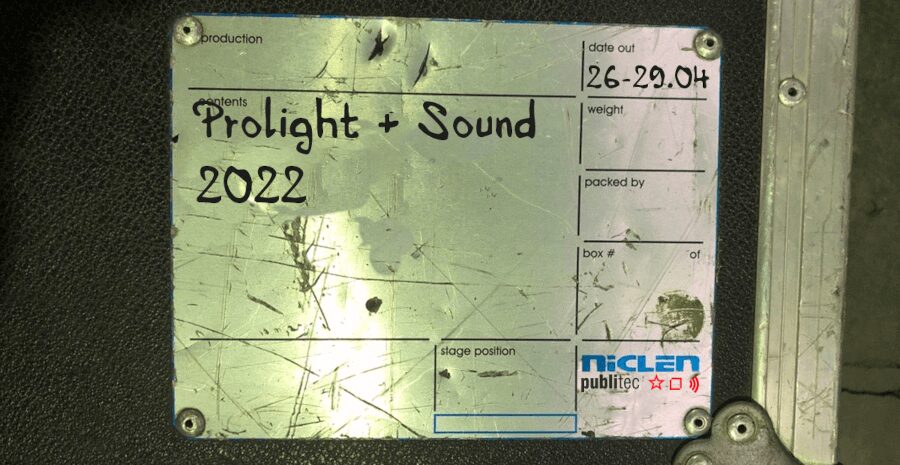 production
date out
26-29.04
contents
Prolight + Sound
2022
weight
packed by
box # of
stage position
NICLEN
publitec